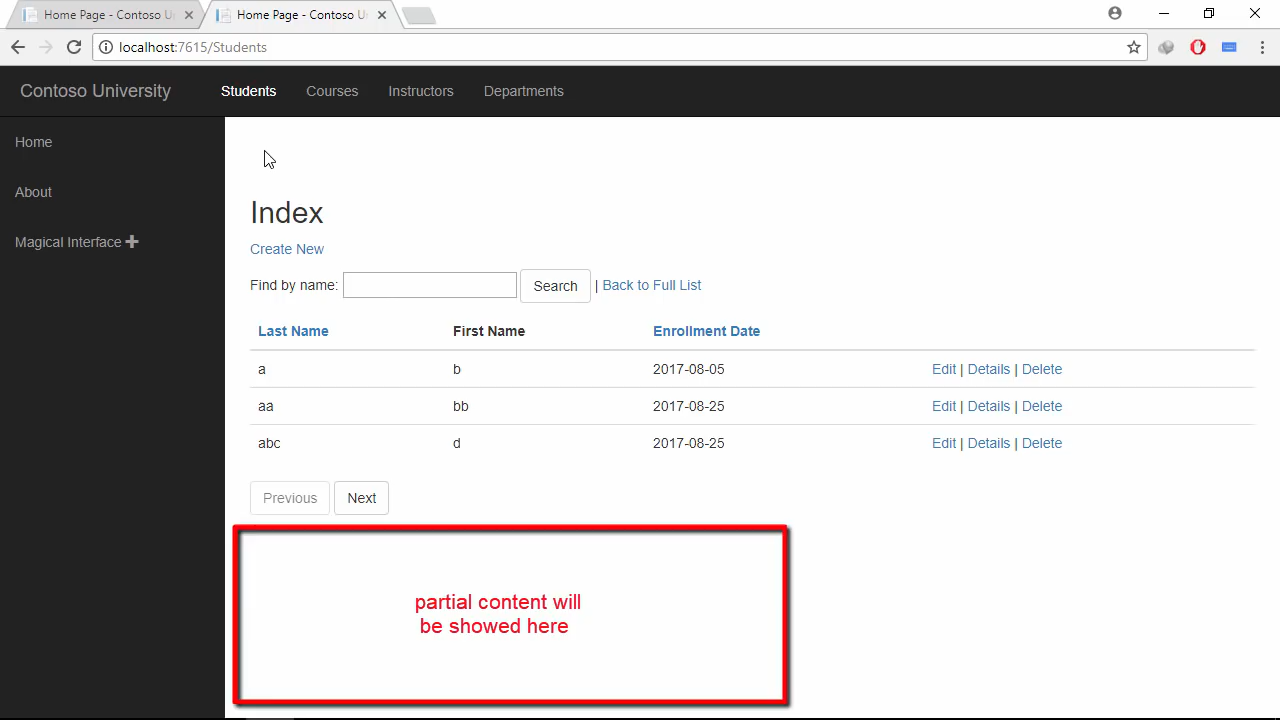 Home Page - Contoso U
Home Page - Contoso U
localhost:7615/Students
Contoso University Students Courses Instructors Departments
Home
About
Magical Interface
Index
Create New
Find by name: Search | Back to Full List
Last Name First Name Enrollment Date
a b 2017-08-05 Edit | Details | Delete
aa bb 2017-08-25 Edit | Details | Delete
abc d 2017-08-25 Edit | Details | Delete
Previous Next
partial content will
be showed here